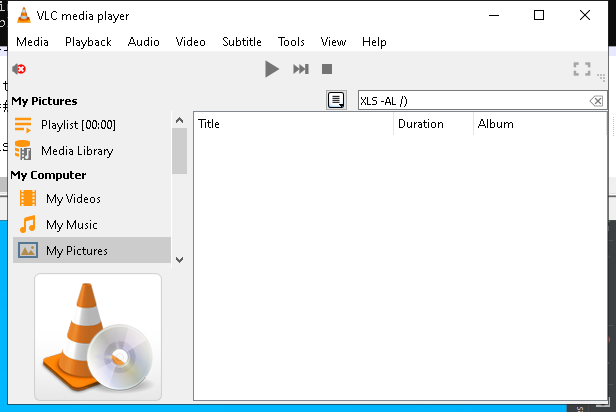 VLC media player
Media Playback Audio Video Subtitle Tools View Help
My Pictures
XLS -AL /)
Playlist [00:00]
Media Library
My Computer
My Videos
My Music
My Pictures
Title Duration Album